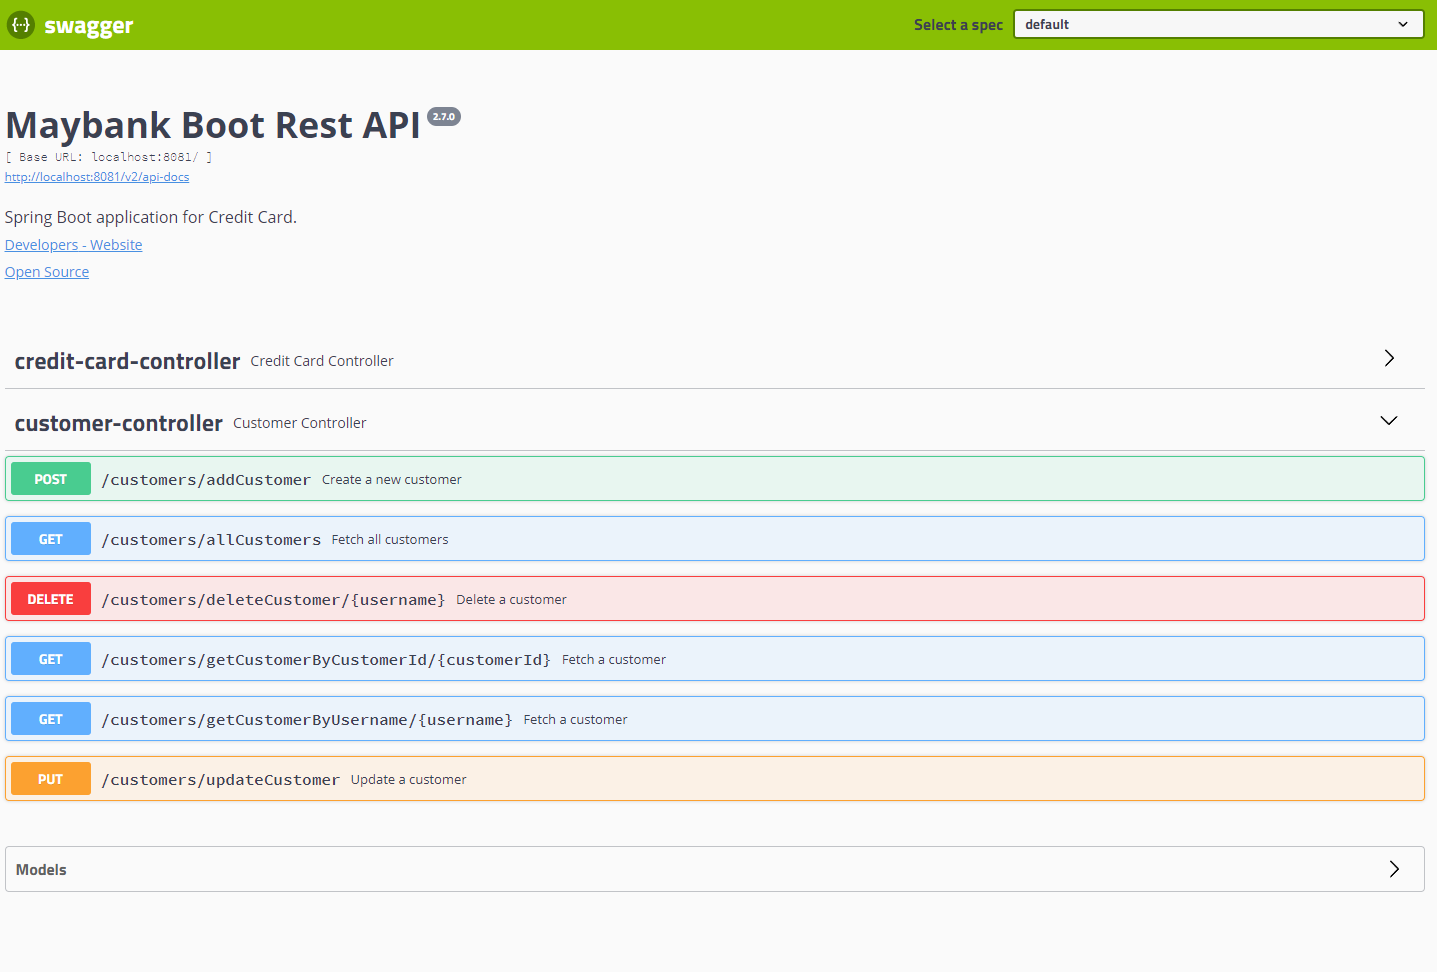 {···} swagger
Select a spec default
Maybank Boot Rest API 2.7.0
[ Base URL: localhost:8081/ ]
http://localhost:8081/v2/api-docs
Spring Boot application for Credit Card.
Developers - Website
Open Source
credit-card-controller Credit Card Controller
customer-controller Customer Controller
POST /customers/addCustomer Create a new customer
GET /customers/allCustomers Fetch all customers
DELETE /customers/deleteCustomer/{username} Delete a customer
GET /customers/getCustomerByCustomerId/{customerId} Fetch a customer
GET /customers/getCustomerByUsername/{username} Fetch a customer
PUT /customers/updateCustomer Update a customer
Models